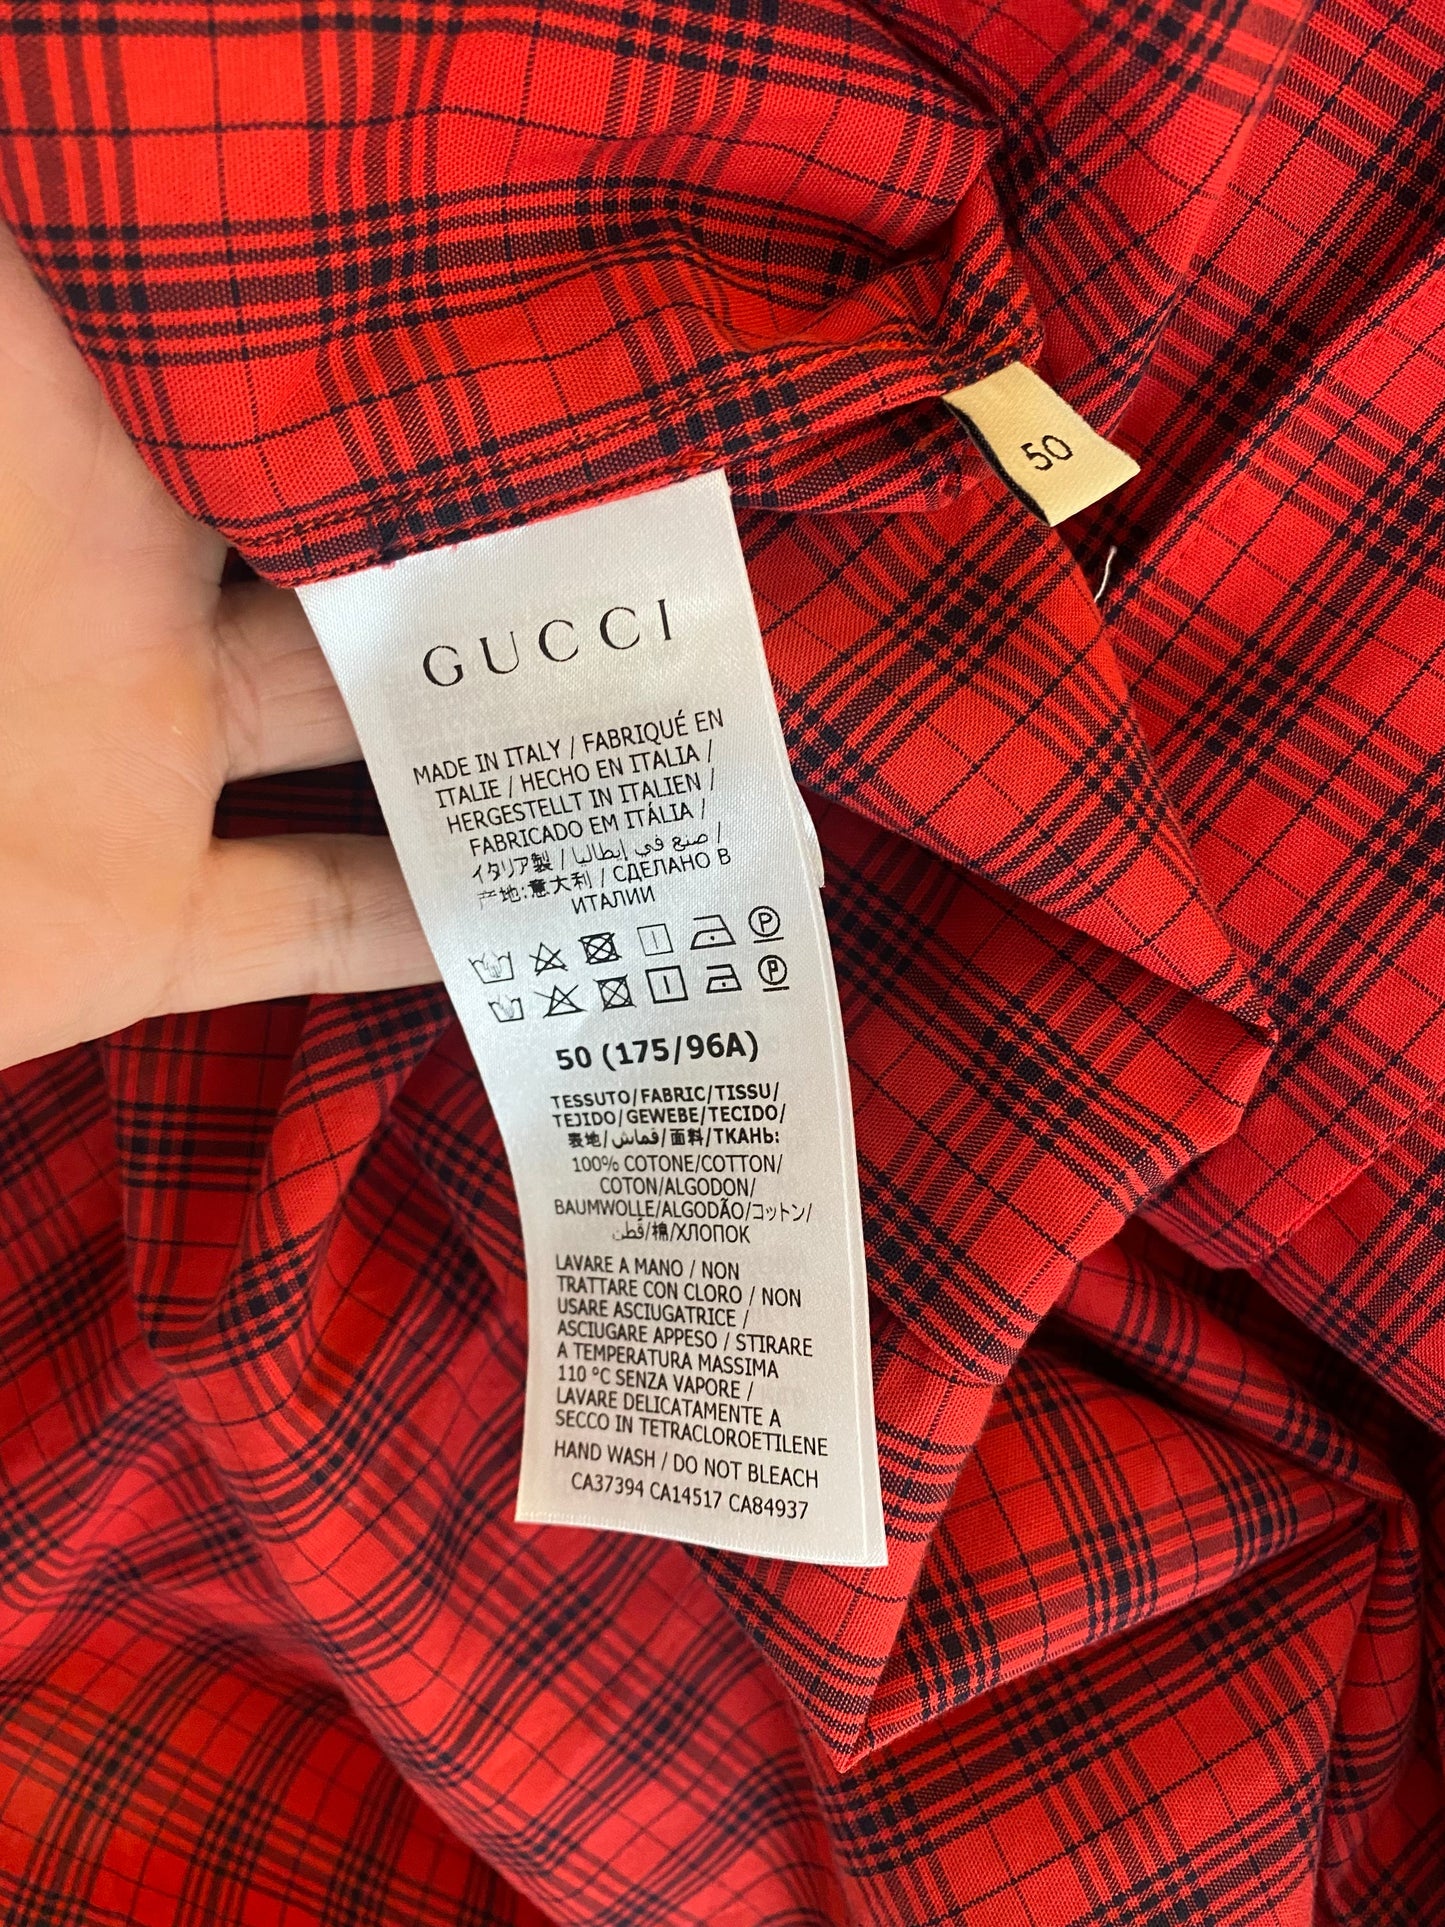 50
GUCCI
MADE IN ITALY / FABRIQUÉ EN
ITALIE / HECHO EN ITALIA /
HERGESTELLT IN ITALIEN /
FABRICADO EM ITÁLIA /
イタリア製 / صنع في إيطاليا /
产地:意大利 / СДЕЛАНО В
ИТАЛИИ
P
P
50 (175/96A)
TESSUTO/FABRIC/TISSU/
TEJIDO/GEWEBE/TECIDO/
表地/قماش/面料/ТКАНЬ:
100% COTONE/COTTON/
COTON/ALGODON/
BAUMWOLLE/ALGODÃO/コットン/
قطن/棉/ХЛОПОК
LAVARE A MANO / NON
TRATTARE CON CLORO / NON
USARE ASCIUGATRICE /
ASCIUGARE APPESO / STIRARE
A TEMPERATURA MASSIMA
110 °C SENZA VAPORE /
LAVARE DELICATAMENTE A
SECCO IN TETRACLOROETILENE
HAND WASH / DO NOT BLEACH
CA37394 CA14517 CA84937